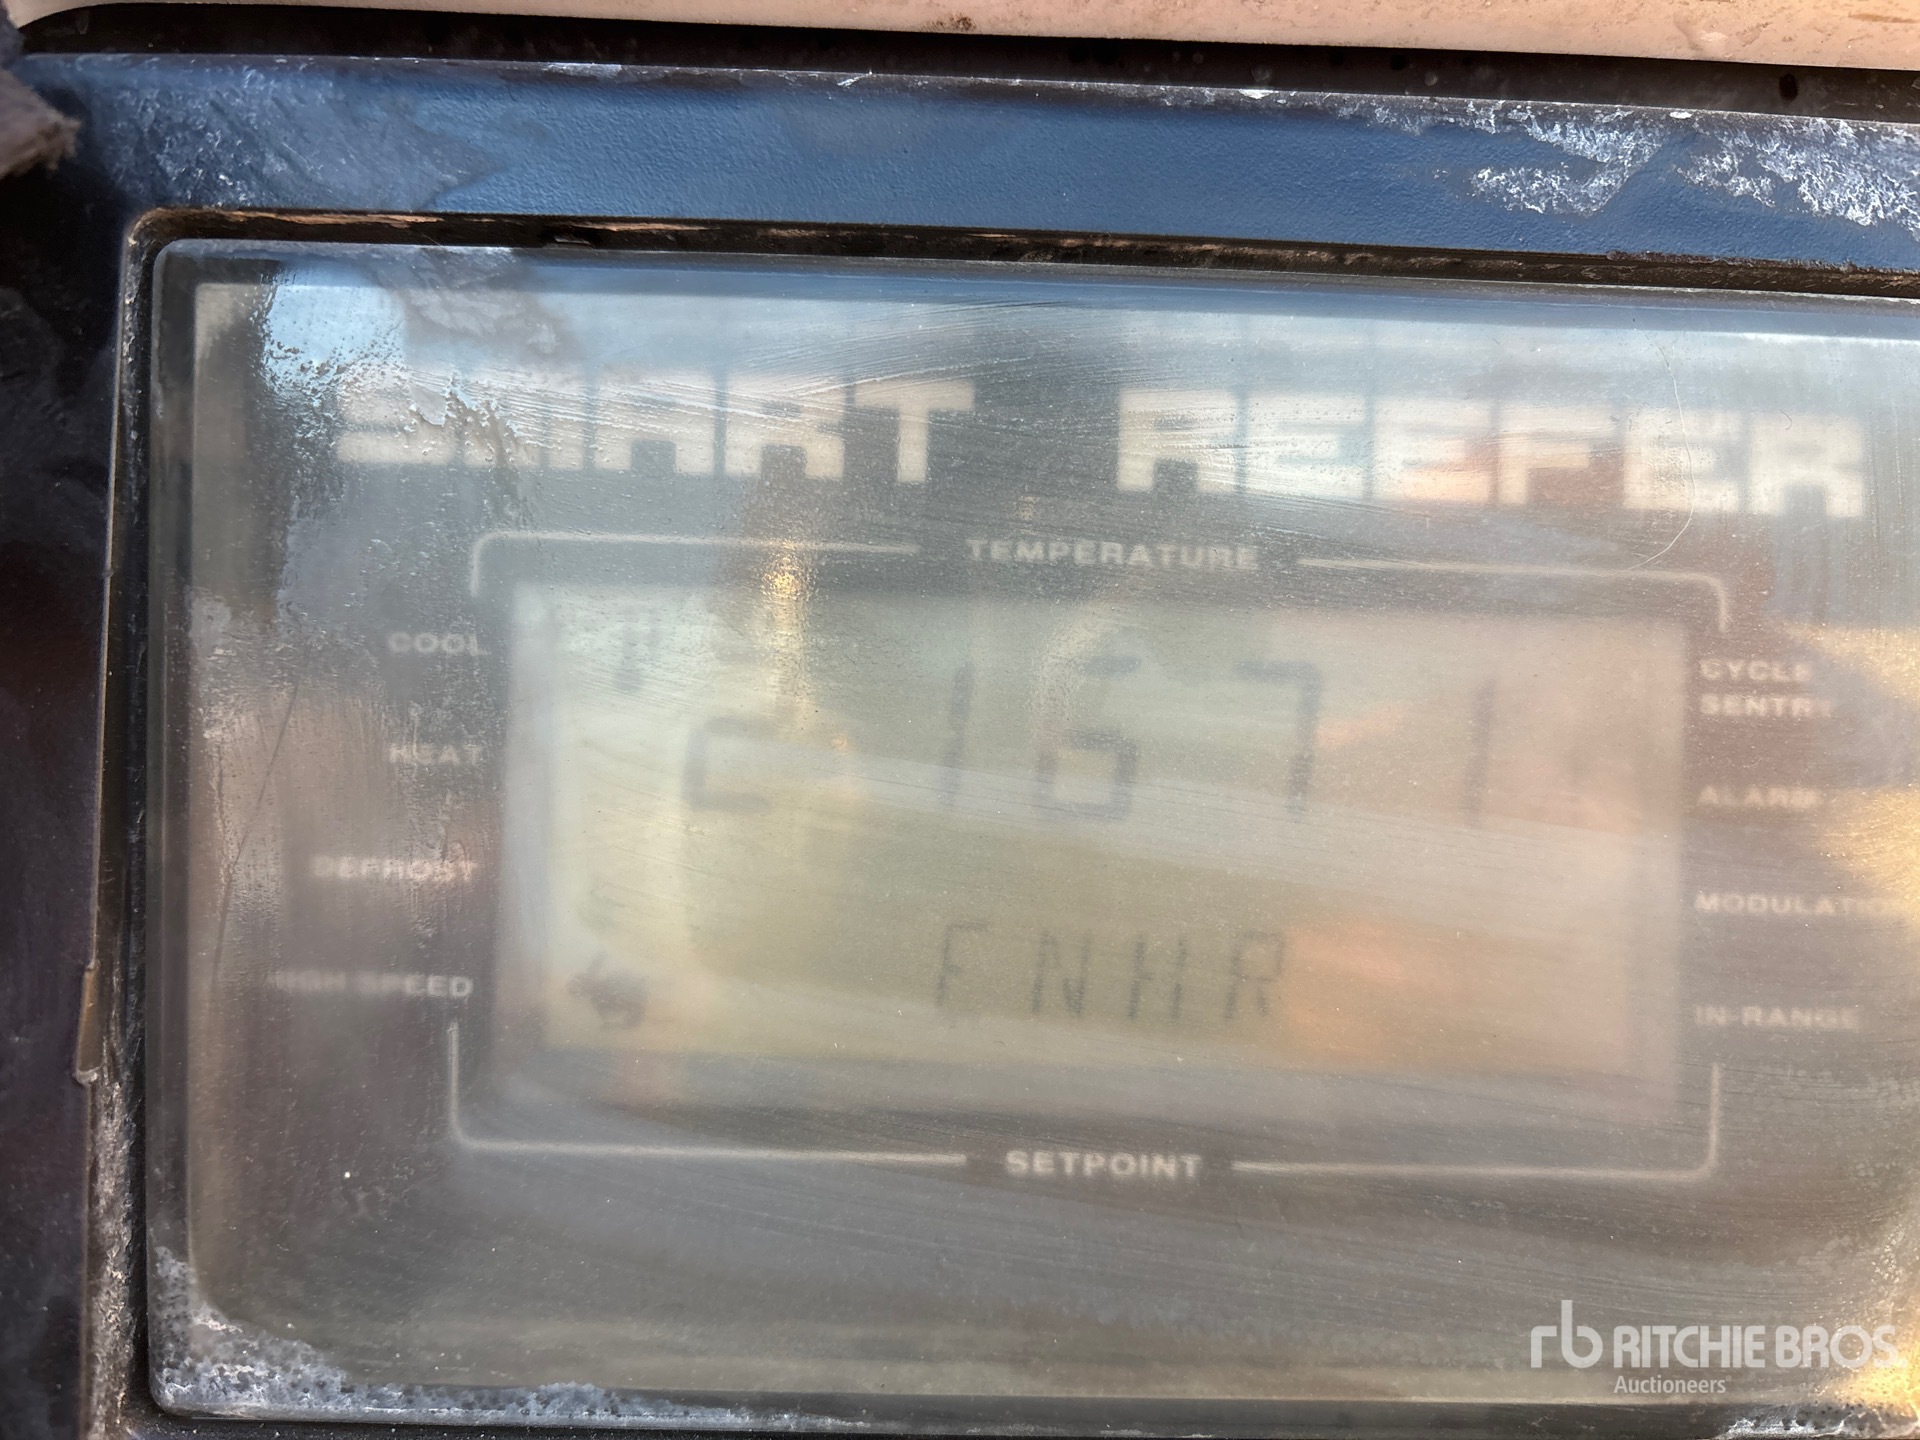 SMART REEFER
TEMPERATURE
COOL
CYCLE
SENTRY
HEAT
ALARM
DEFROST
MODULATION
HIGH SPEED
IN-RANGE
1671
ENHR
SETPOINT
rb RITCHIE BROS.
Auctioneers